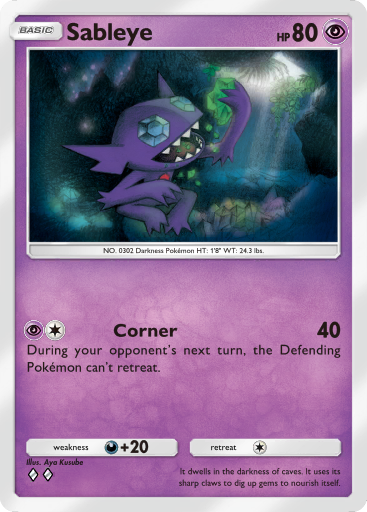 BASIC Sableye HP 80
NO. 0302 Darkness Pokémon HT: 1'8" WT: 24.3 lbs.
Corner 40
During your opponent's next turn, the Defending
Pokémon can't retreat.
weakness +20 retreat
Illus. Aya Kusube
It dwells in the darkness of caves. It uses its
sharp claws to dig up gems to nourish itself.